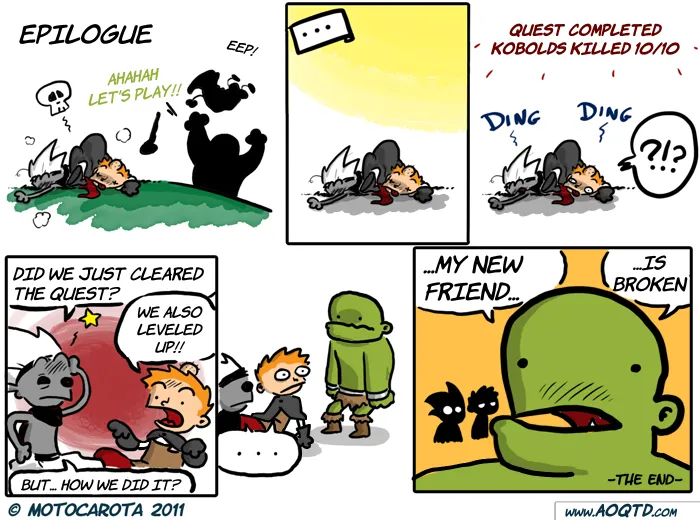 EPILOGUE
EEP!
AHAHAH
LET'S PLAY!!
...
QUEST COMPLETED
KOBOLDS KILLED 10/10
DING
DING
?!?
DID WE JUST CLEARED
THE QUEST?
WE ALSO
LEVELED
UP!!
BUT... HOW WE DID IT?
...
...MY NEW
FRIEND...
...IS
BROKEN
-THE END-
© MOTOCAROTA 2011
WWW.AOQTD.COM